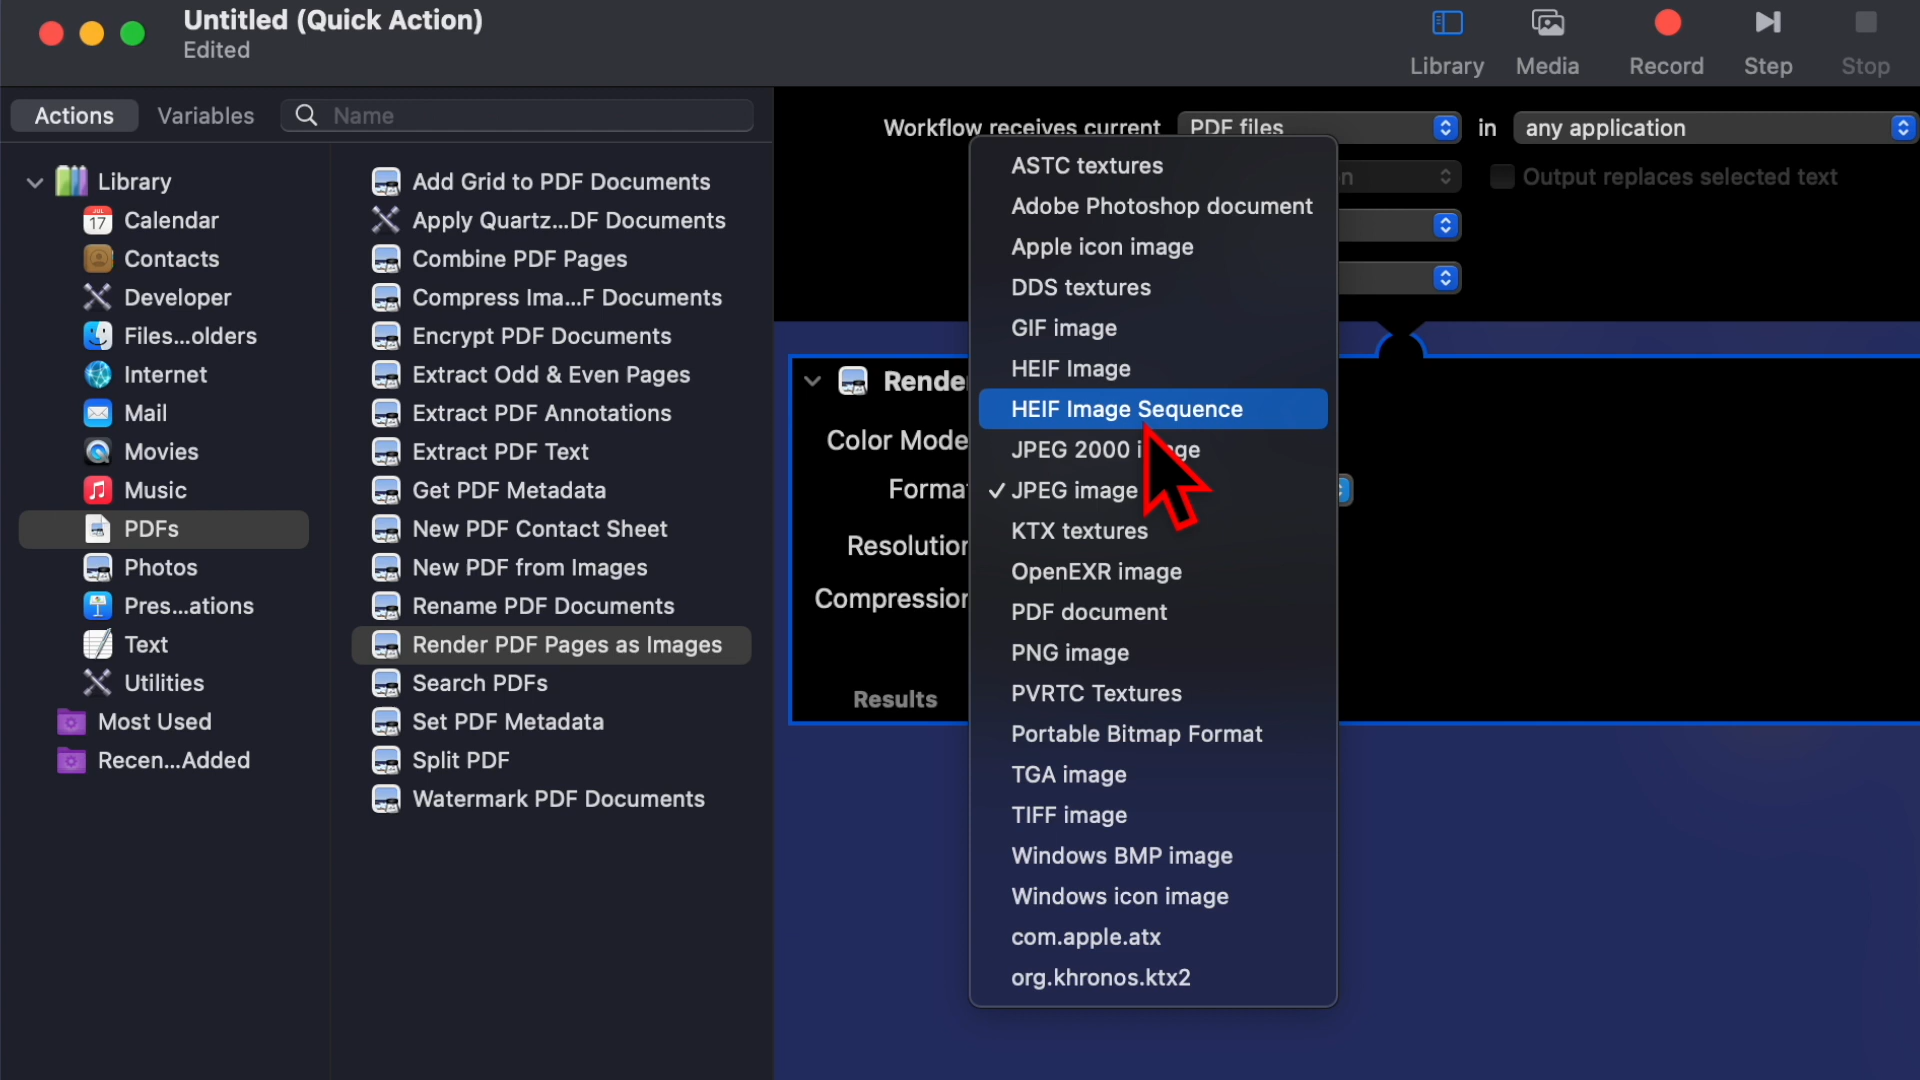 Untitled (Quick Action)
Edited
Library
Media
Record
Step
Stop
Actions
Variables
Name
Library
Calendar
Contacts
Developer
Files...olders
Internet
Mail
Movies
Music
PDFs
Photos
Pres...ations
Text
Utilities
Most Used
Recen...Added
Add Grid to PDF Documents
Apply Quartz...DF Documents
Combine PDF Pages
Compress Ima...F Documents
Encrypt PDF Documents
Extract Odd & Even Pages
Extract PDF Annotations
Extract PDF Text
Get PDF Metadata
New PDF Contact Sheet
New PDF from Images
Rename PDF Documents
Render PDF Pages as Images
Search PDFs
Set PDF Metadata
Split PDF
Watermark PDF Documents
Workflow receives current PDF files in any application
Output replaces selected text
Color Mode
Resolution
Compression
Results
ASTC textures
Adobe Photoshop document
Apple icon image
DDS textures
GIF image
HEIF Image
HEIF Image Sequence
JPEG 2000 image
✓ JPEG image
KTX textures
OpenEXR image
PDF document
PNG image
PVRTC Textures
Portable Bitmap Format
TGA image
TIFF image
Windows BMP image
Windows icon image
com.apple.atx
org.khronos.ktx2